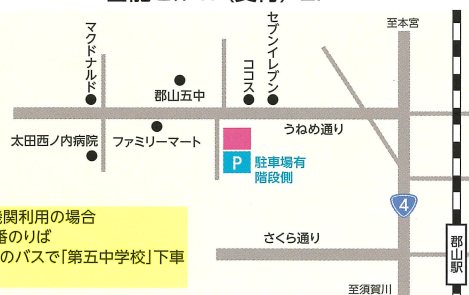 至本宮
マクドナルド
セブンイレブン
ココス
郡山五中
うねめ通り
太田西ノ内病院
ファミリーマート
P
駐車場有
階段側
4
機関利用の場合
番のりば
のバスで「第五中学校」下車
さくら通り
郡山駅
至須賀川